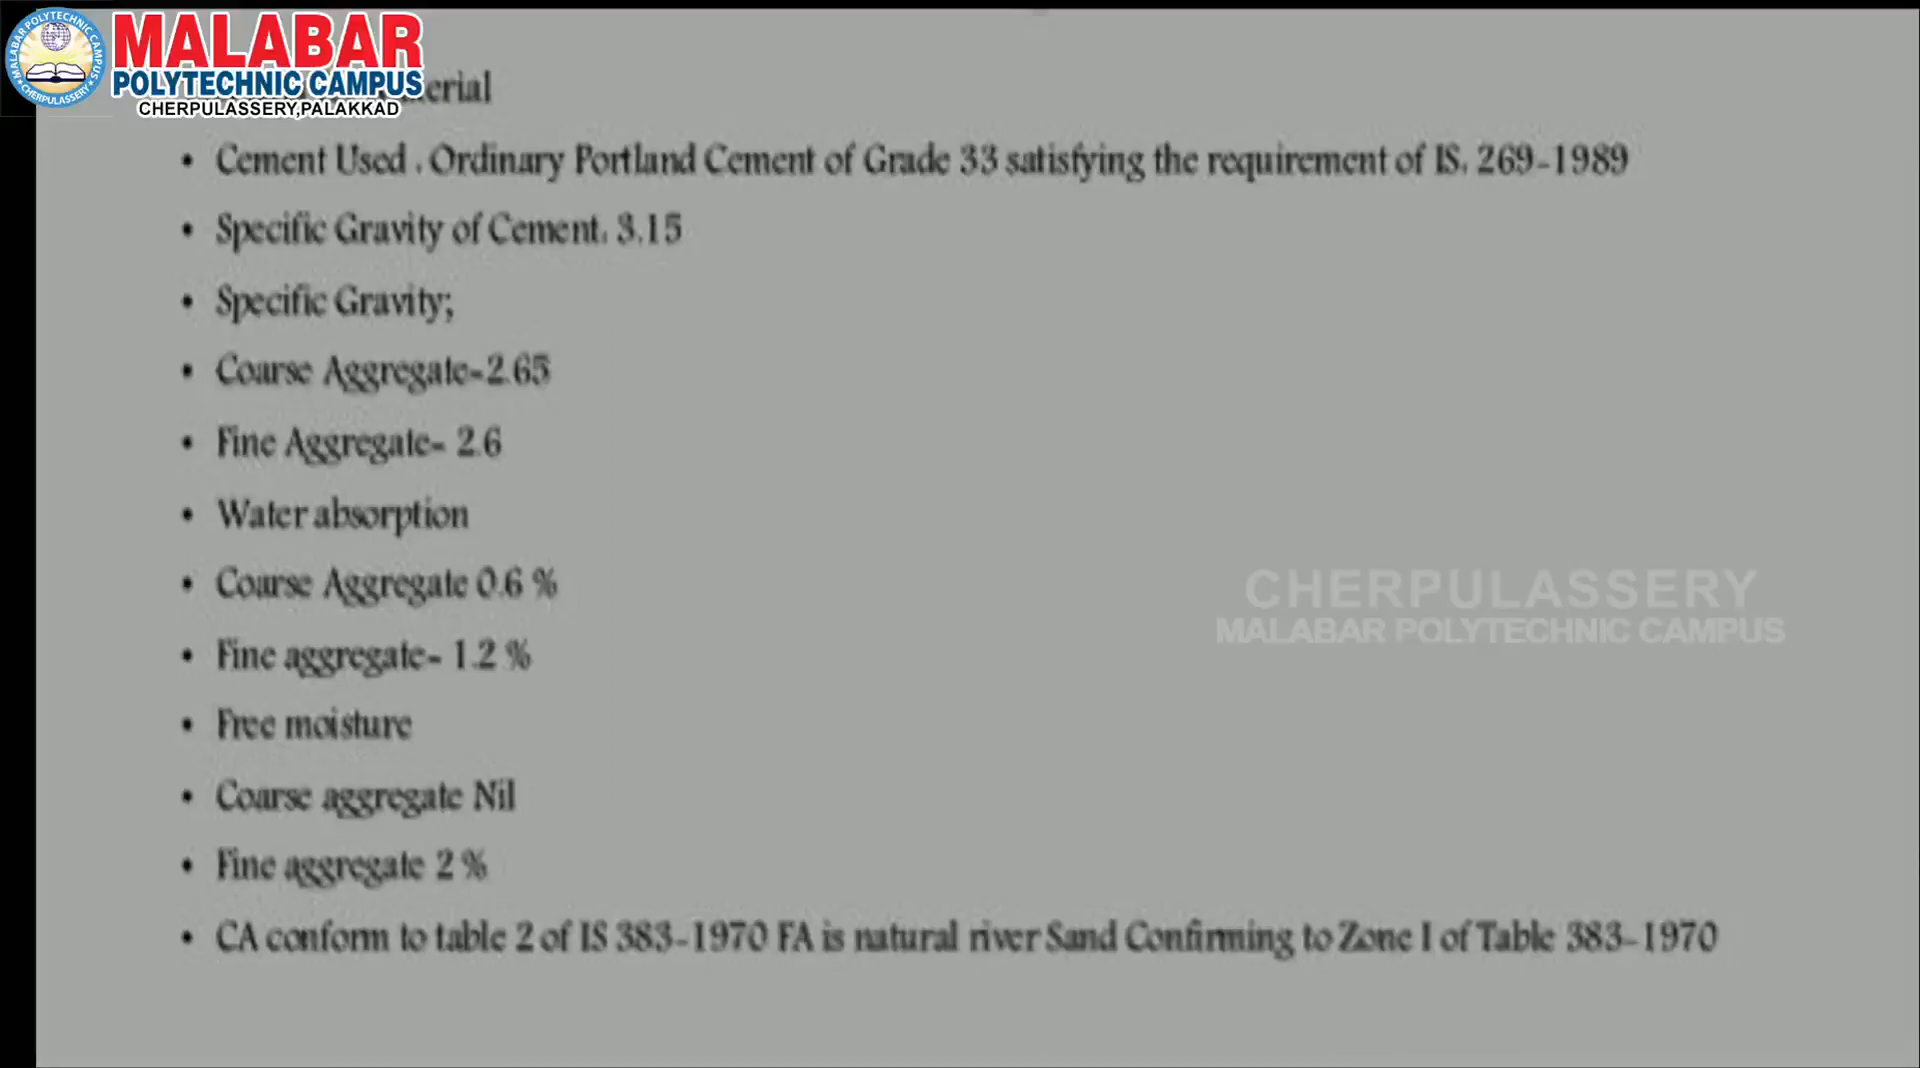 MALABAR
POLYTECHNIC CAMPUS
CHERPULASSERY,PALAKKAD
MALABAR POLYTECHNIC CAMPUS
CHERPULASSERY
• Cement Used : Ordinary Portland Cement of Grade 33 satisfying the requirement of IS: 269-1989
• Specific Gravity of Cement: 3.15
• Specific Gravity;
• Coarse Aggregate-2.65
• Fine Aggregate- 2.6
• Water absorption
• Coarse Aggregate 0.6 %
• Fine aggregate- 1.2 %
• Free moisture
• Coarse aggregate Nil
• Fine aggregate 2 %
• CA conform to table 2 of IS 383-1970 FA is natural river Sand Confirming to Zone I of Table 383-1970
CHERPULASSERY
MALABAR POLYTECHNIC CAMPUS